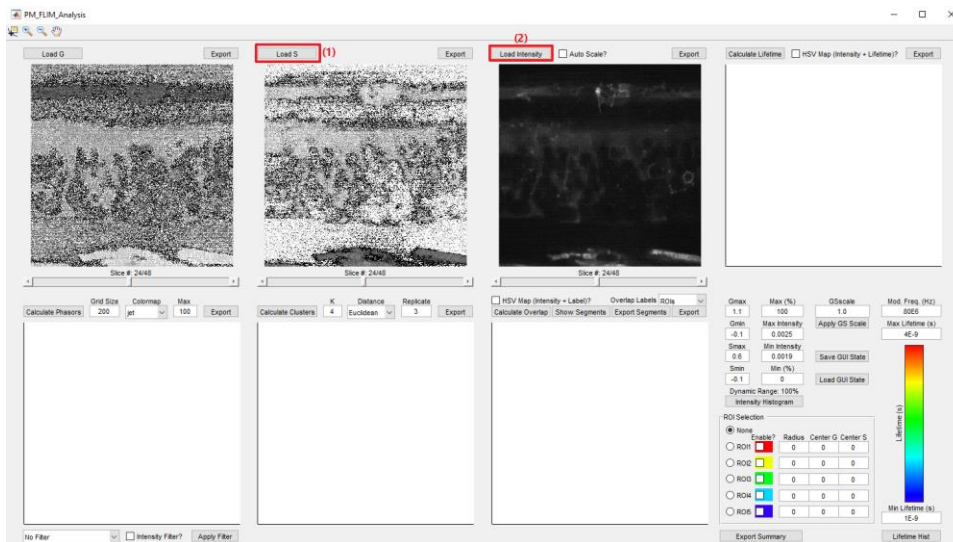 PM_FLIM_Analysis
Load G
Export
Load S
(1)
Export
(2)
Load Intensity
Auto Scale?
Export
Calculate Lifetime
HSV Map (Intensity + Lifetime)?
Export
Slice #: 24/48
Slice #: 24/48
Slice #: 24/48
Calculate Phasors
Grid Size
200
Colormap
jet
Max
100
Export
Calculate Clusters
K
4
Distance
Euclidean
Replicate
3
Export
HSV Map (Intensity + Label)?
Overlap Labels
ROIs
Calculate Overlap
Show Segments
Export Segments
Export
Gmax
1.1
Max (%)
100
GSscale
1.0
Mod. Freq. (Hz)
80E6
Gmin
-0.1
Max Intensity
0.0025
Apply GS Scale
Max Lifetime (s)
4E-9
Smax
0.6
Min Intensity
0.0019
Save GUI State
Smin
-0.1
Min (%)
0
Load GUI State
Dynamic Range: 100%
Intensity Histogram
ROI Selection
None
Enable?
Radius
Center G
Center S
ROI1
0
0
0
ROI2
0
0
0
ROI3
0
0
0
ROI4
0
0
0
ROI5
0
0
0
Lifetime (s)
Min Lifetime (s)
1E-9
No Filter
Intensity Filter?
Apply Filter
Export Summary
Lifetime Hist